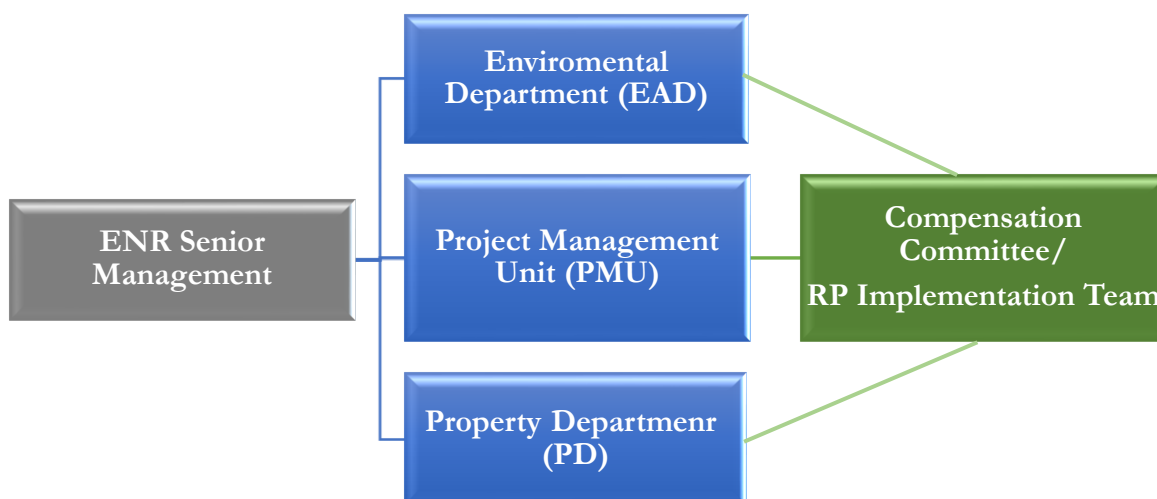 Enviromental
Department (EAD)
ENR Senior
Management
Project Management
Unit (PMU)
Compensation
Committee/
RP Implementation Team
Property Departmenr
(PD)